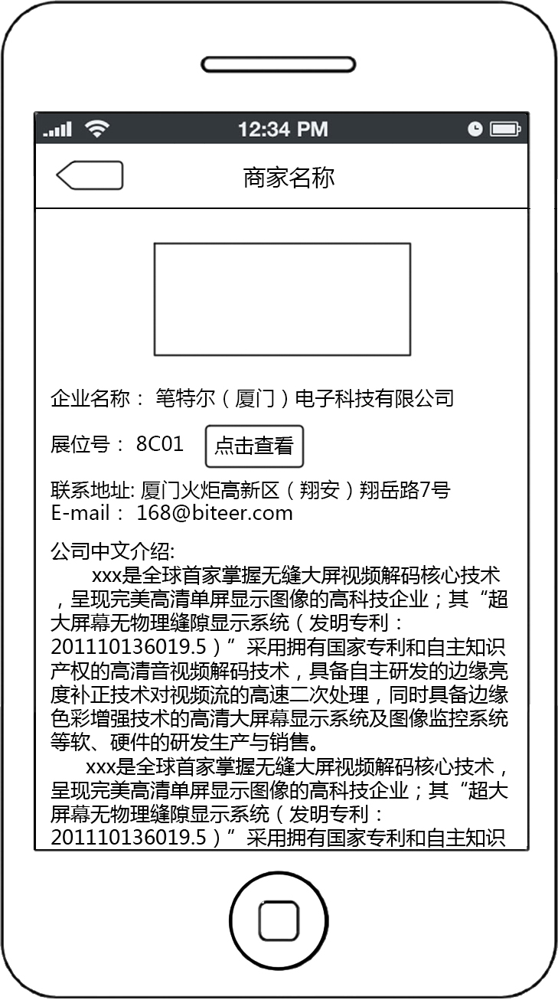 12:34 PM
商家名称
企业名称： 笔特尔（厦门）电子科技有限公司
展位号： 8C01 点击查看
联系地址: 厦门火炬高新区（翔安）翔岳路7号
E-mail： 168@biteer.com
公司中文介绍:
xxx是全球首家掌握无缝大屏视频解码核心技术
，呈现完美高清单屏显示图像的高科技企业；其“超
大屏幕无物理缝隙显示系统（发明专利：
201110136019.5）”采用拥有国家专利和自主知识
产权的高清音视频解码技术，具备自主研发的边缘亮
度补正技术对视频流的高速二次处理，同时具备边缘
色彩增强技术的高清大屏幕显示系统及图像监控系统
等软、硬件的研发生产与销售。
xxx是全球首家掌握无缝大屏视频解码核心技术，
呈现完美高清单屏显示图像的高科技企业；其“超大
屏幕无物理缝隙显示系统（发明专利：
201110136019.5）”采用拥有国家专利和自主知识